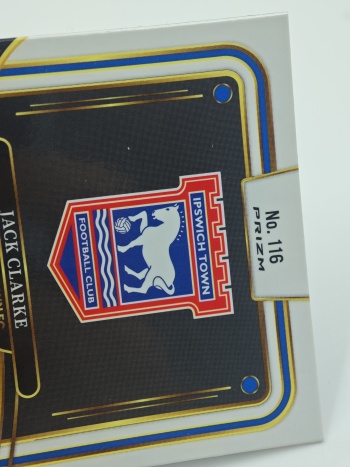 No. 116
PRIZM
IPSWICH TOWN
FOOTBALL CLUB
JACK CLARKE